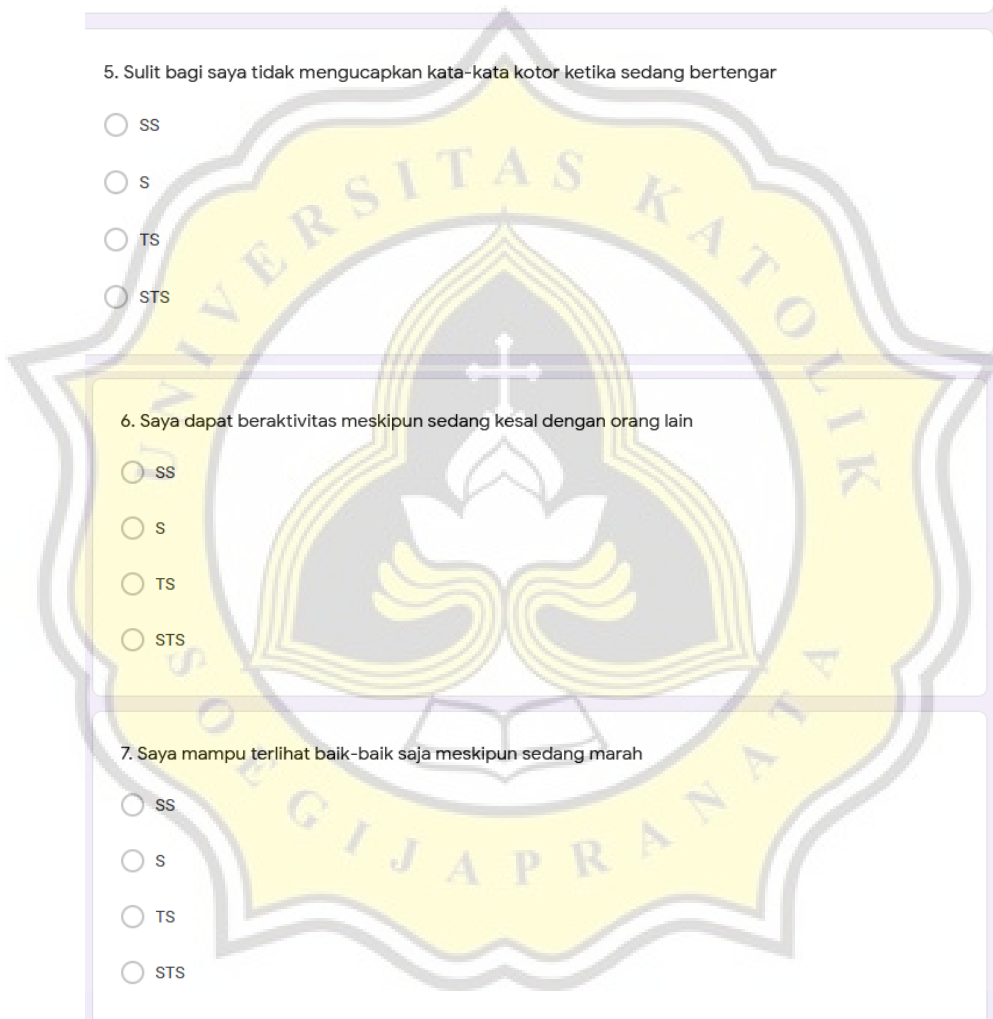 5. Sulit bagi saya tidak mengucapkan kata-kata kotor ketika sedang bertengar
SS
S
TS
STS
6. Saya dapat beraktivitas meskipun sedang kesal dengan orang lain
SS
S
TS
STS
7. Saya mampu terlihat baik-baik saja meskipun sedang marah
SS
S
TS
STS
UNIVERSITAS KATOLIK
SOEGIJAPRANATA